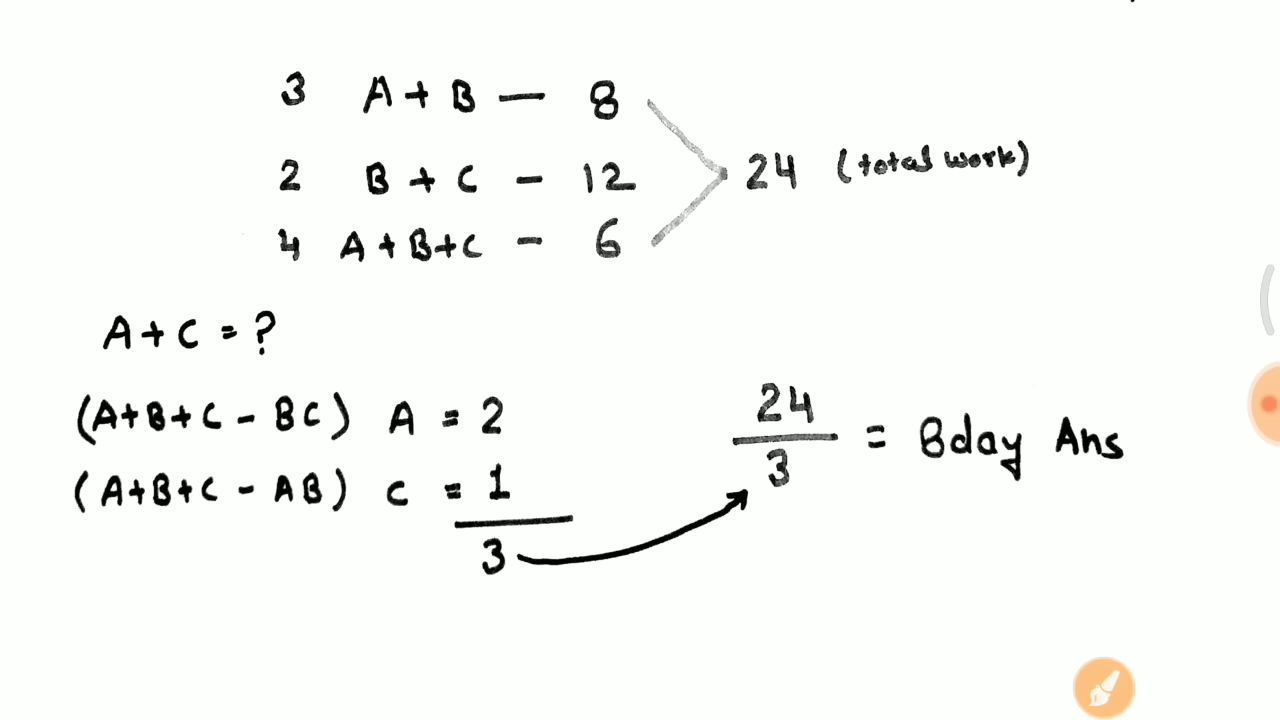 3 A + B — 8
2 B + C - 12
24 (total work)
4 A + B + C - 6
A + C = ?
(A+B+C - BC) A = 2
(A+B+C - AB) C = 1
3
24
3
= 8day Ans